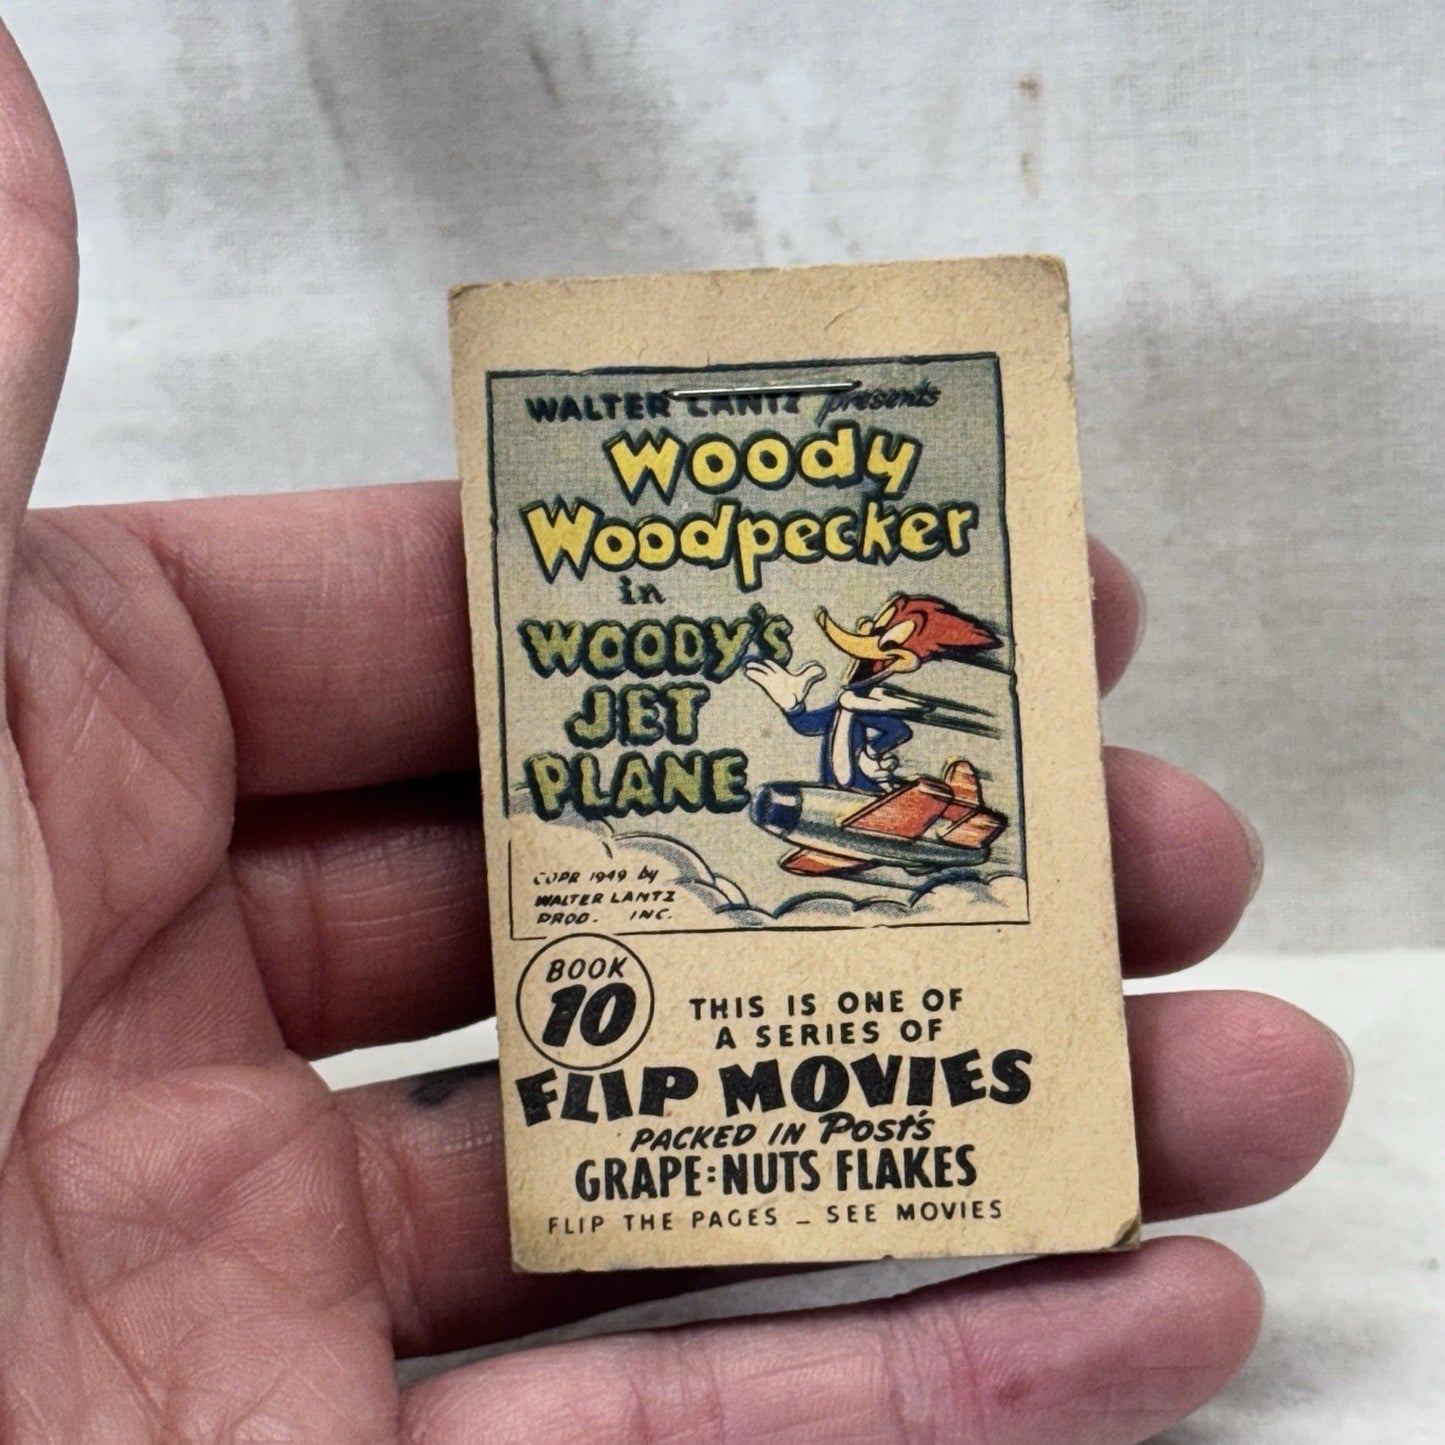 WALTER LANTZ presents
Woody
Woodpecker
in
WOODY'S
JET
PLANE
COPR 1949 by
WALTER LANTZ
PROD. INC.
BOOK
10
THIS IS ONE OF
A SERIES OF
FLIP MOVIES
PACKED IN Post's
GRAPE=NUTS FLAKES
FLIP THE PAGES – SEE MOVIES